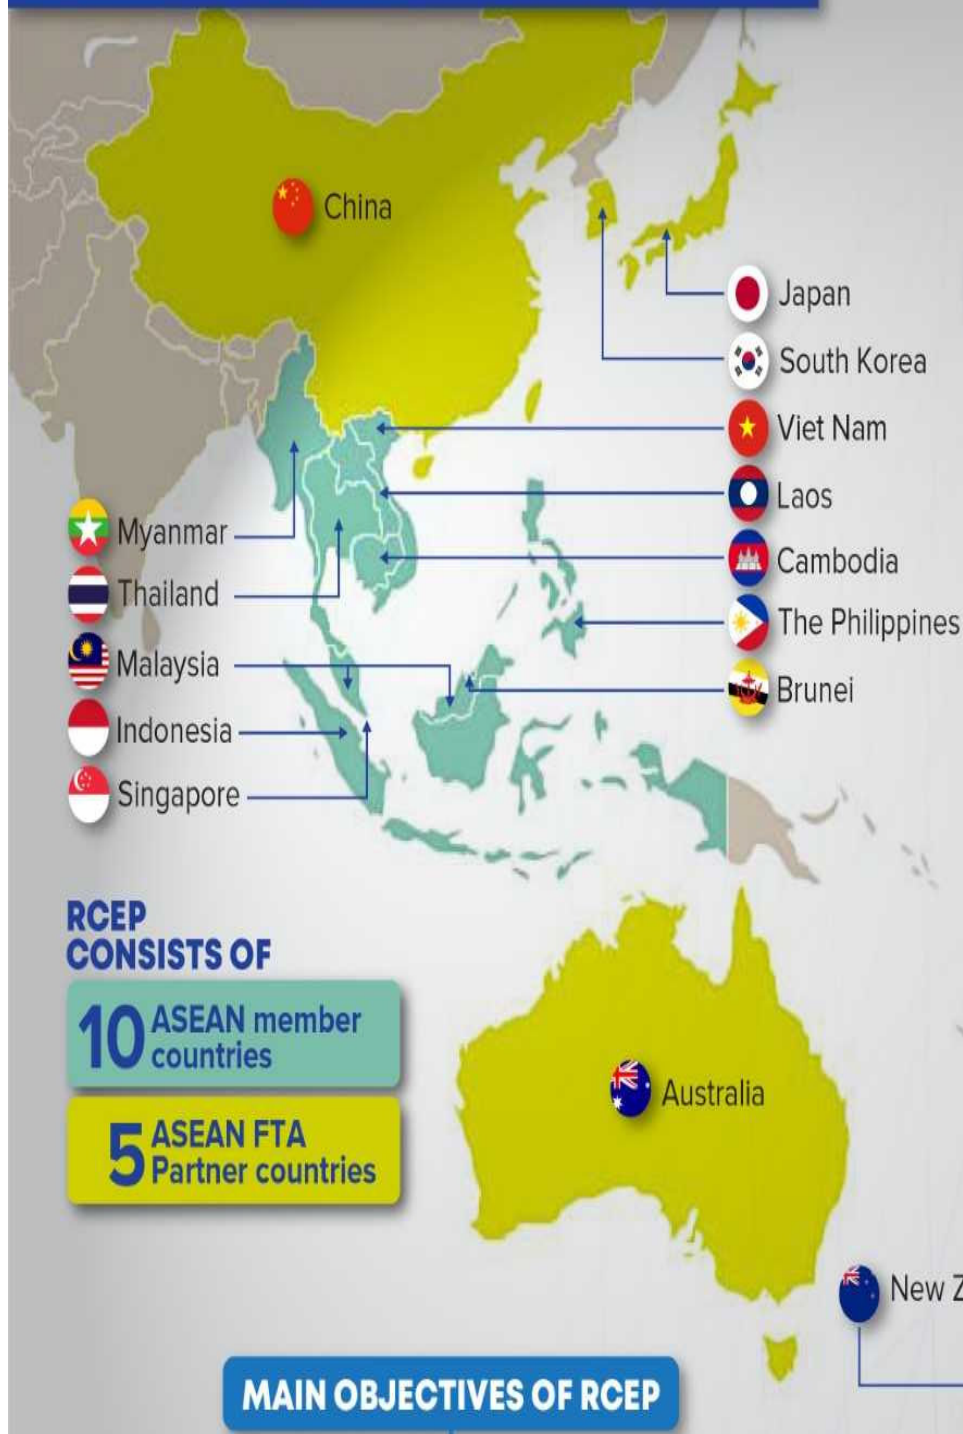 China
Japan
South Korea
Viet Nam
Laos
Cambodia
The Philippines
Brunei
Myanmar
Thailand
Malaysia
Indonesia
Singapore
RCEP
CONSISTS OF
10 ASEAN member
countries
5 ASEAN FTA
Partner countries
Australia
New Z
MAIN OBJECTIVES OF RCEP